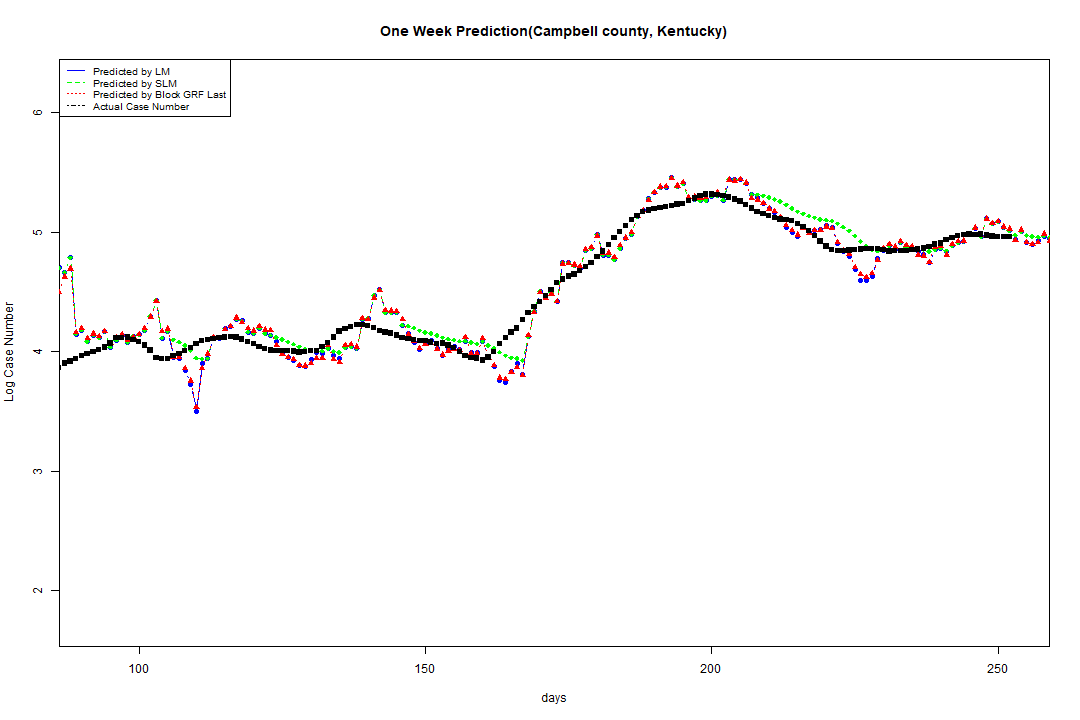 One Week Prediction(Campbell county, Kentucky)
Predicted by LM
Predicted by SLM
Predicted by Block GRF Last
Actual Case Number
6
5
4
3
2
Log Case Number
100 150 200 250
days